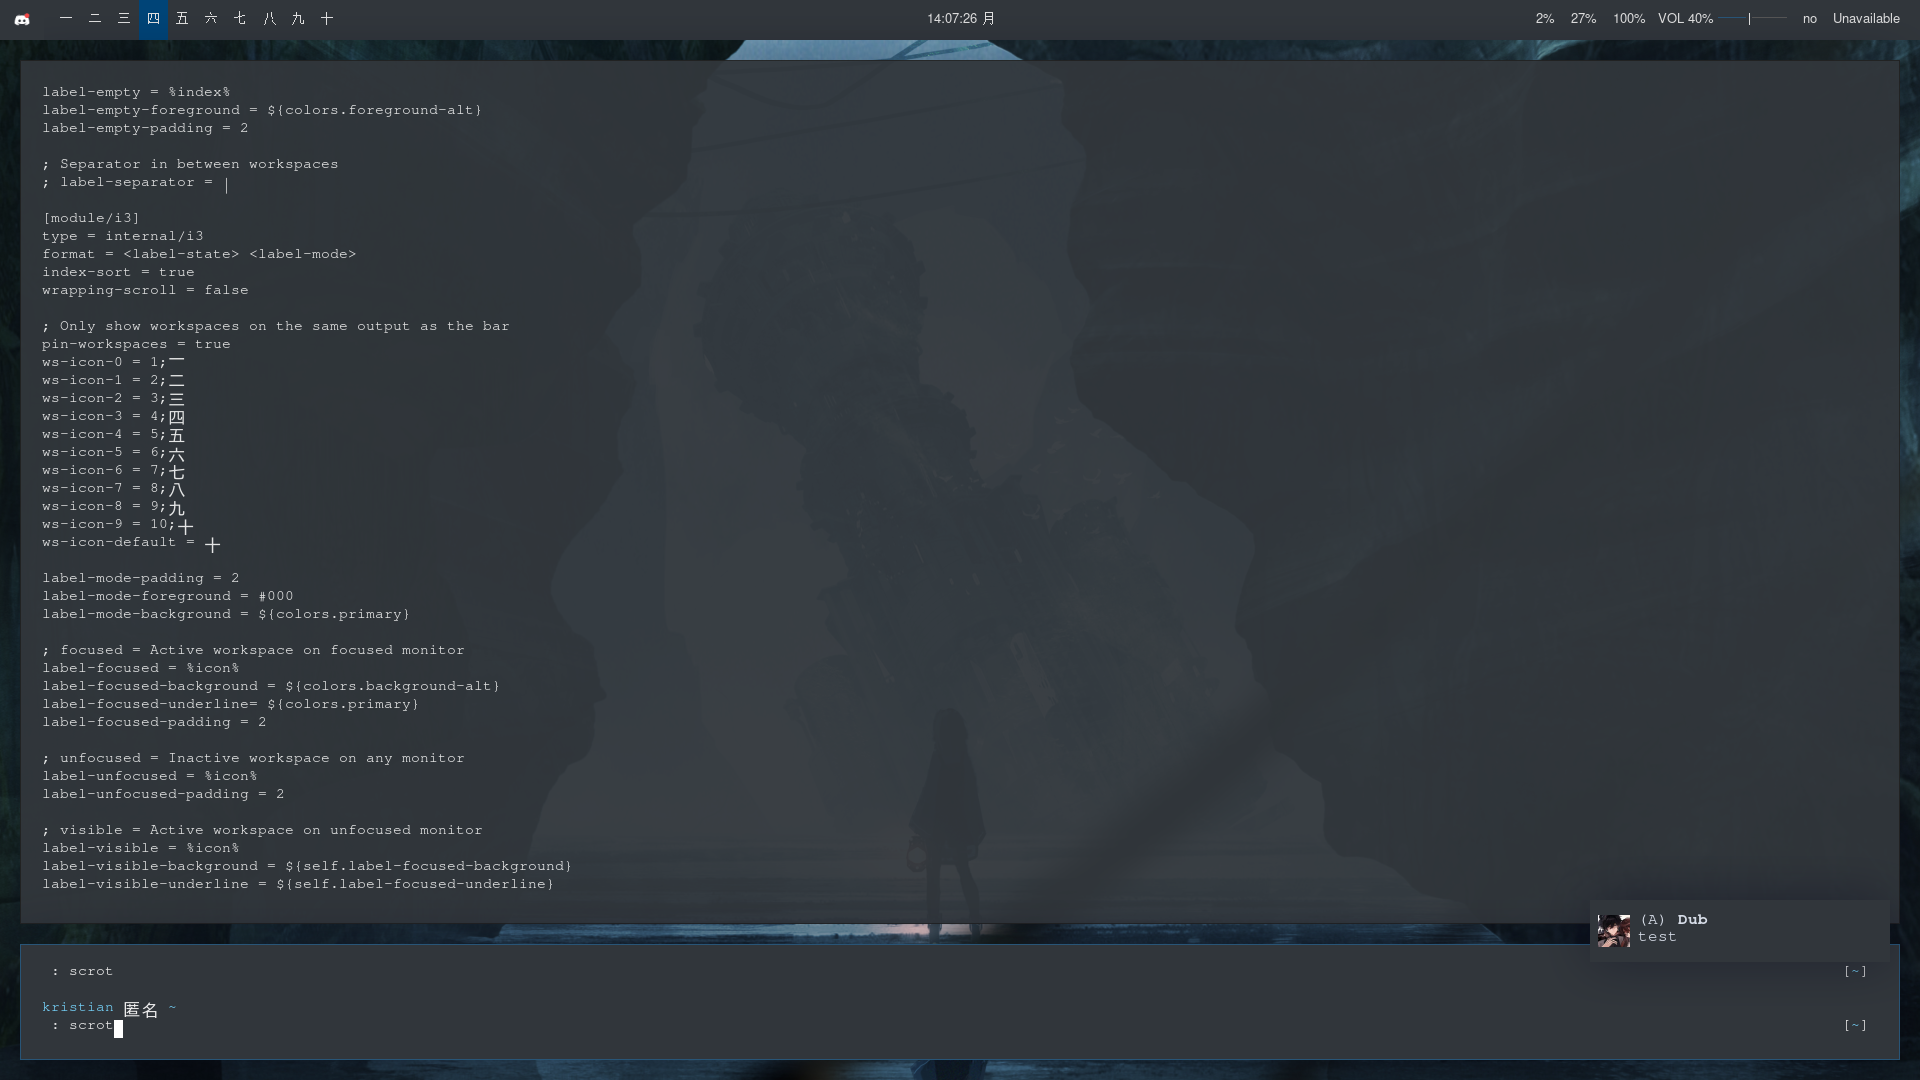 一 二 三 四 五 六 七 八 九 十 14:07:26 月 2% 27% 100% VOL 40% no Unavailable
label-empty = %index%
label-empty-foreground = ${colors.foreground-alt}
label-empty-padding = 2
; Separator in between workspaces
; label-separator = |
[module/i3]
type = internal/i3
format = <label-state> <label-mode>
index-sort = true
wrapping-scroll = false
; Only show workspaces on the same output as the bar
pin-workspaces = true
ws-icon-0 = 1;一
ws-icon-1 = 2;二
ws-icon-2 = 3;三
ws-icon-3 = 4;四
ws-icon-4 = 5;五
ws-icon-5 = 6;六
ws-icon-6 = 7;七
ws-icon-7 = 8;八
ws-icon-8 = 9;九
ws-icon-9 = 10;十
ws-icon-default = 十
label-mode-padding = 2
label-mode-foreground = #000
label-mode-background = ${colors.primary}
; focused = Active workspace on focused monitor
label-focused = %icon%
label-focused-background = ${colors.background-alt}
label-focused-underline= ${colors.primary}
label-focused-padding = 2
; unfocused = Inactive workspace on any monitor
label-unfocused = %icon%
label-unfocused-padding = 2
; visible = Active workspace on unfocused monitor
label-visible = %icon%
label-visible-background = ${self.label-focused-background}
label-visible-underline = ${self.label-focused-underline}
(A) Dub
test
: scrot [~]
kristian 匿名 ~
: scrot [~]